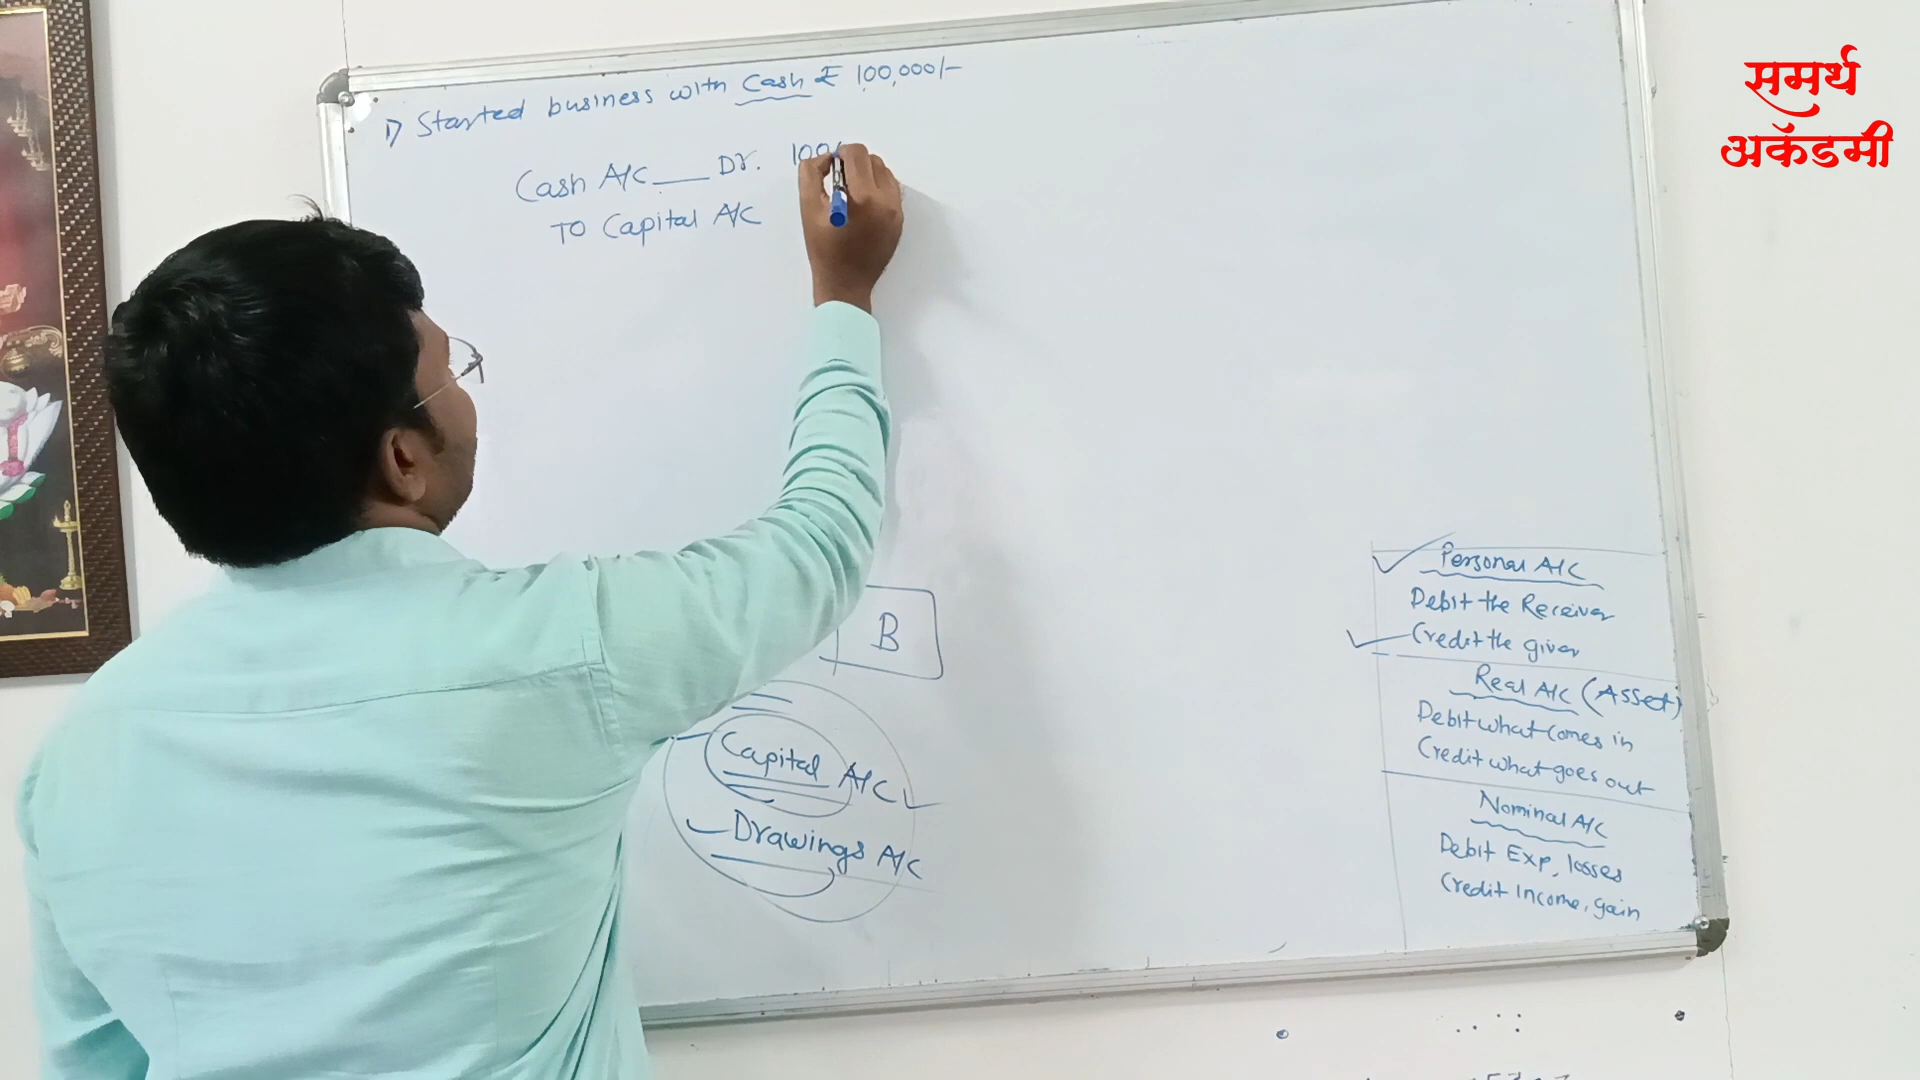 1) Started business with Cash ₹ 100,000/-
Cash A/C ___ Dr. 100
To Capital A/C
B
Capital A/C
Drawings A/C
Personal A/C
Debit the Receiver
Credit the giver
Real A/C (Asset)
Debit what Comes in
Credit what goes out
Nominal A/C
Debit Exp, losses
Credit Income, gain
समर्थ
अकॅडमी